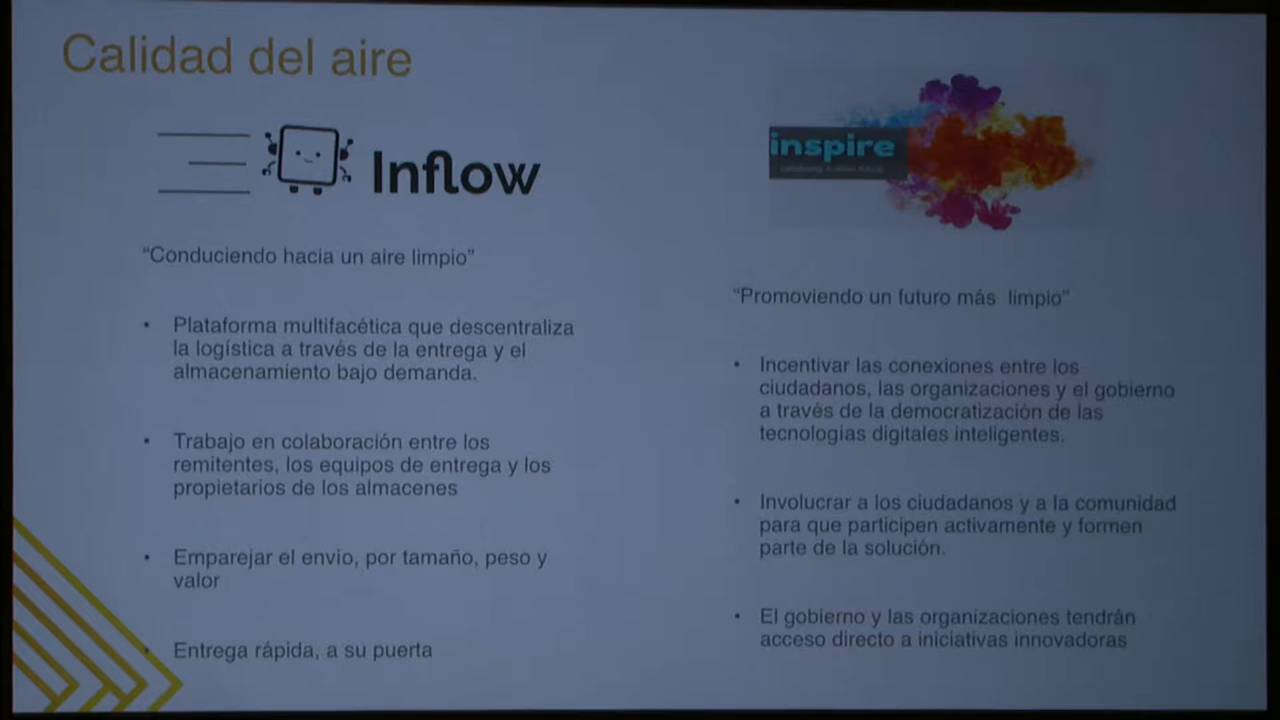 Calidad del aire
Inflow
“Conduciendo hacia un aire limpio”
• Plataforma multifacética que descentraliza
la logística a través de la entrega y el
almacenamiento bajo demanda.
• Trabajo en colaboración entre los
remitentes, los equipos de entrega y los
propietarios de los almacenes
• Emparejar el envio, por tamaño, peso y
valor
• Entrega rápida, a su puerta
inspire
“Promoviendo un futuro más limpio”
• Incentivar las conexiones entre los
ciudadanos, las organizaciones y el gobierno
a través de la democratización de las
tecnologías digitales inteligentes.
• Involucrar a los ciudadanos y a la comunidad
para que participen activamente y formen
parte de la solución.
• El gobierno y las organizaciones tendrán
acceso directo a iniciativas innovadoras